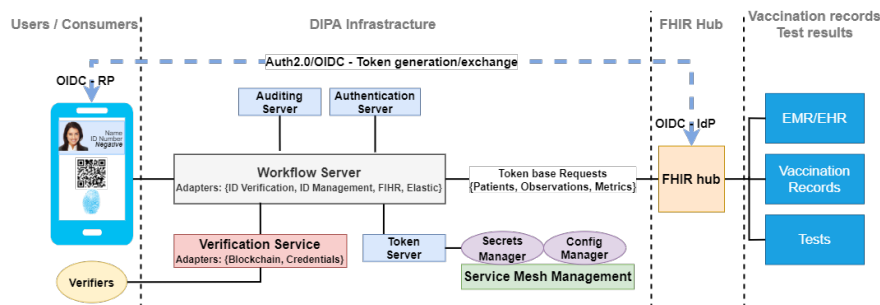 Users / Consumers
DIPA Infrastracture
FHIR Hub
Vaccination records
Test results
Auth2.0/OIDC - Token generation/exchange
OIDC - RP
Auditing
Server
Authentication
Server
OIDC - IdP
Name
ID Number
Negative
Workflow Server
Adapters: {ID Verification, ID Management, FIHR, Elastic}
Token base Requests
{Patients, Observations, Metrics}
FHIR hub
EMR/EHR
Vaccination
Records
Tests
Verification Service
Adapters: {Blockchain, Credentials}
Token
Server
Secrets
Manager
Config
Manager
Service Mesh Management
Verifiers